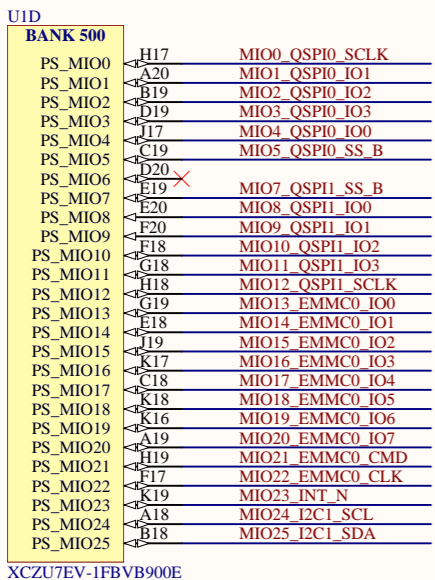 U1D
BANK 500
PS_MIO0 H17 MIO0_QSPI0_SCLK
PS_MIO1 A20 MIO1_QSPI0_IO1
PS_MIO2 B19 MIO2_QSPI0_IO2
PS_MIO3 D19 MIO3_QSPI0_IO3
PS_MIO4 J17 MIO4_QSPI0_IO0
PS_MIO5 C19 MIO5_QSPI0_SS_B
PS_MIO6 D20
PS_MIO7 E19 MIO7_QSPI1_SS_B
PS_MIO8 E20 MIO8_QSPI1_IO0
PS_MIO9 F20 MIO9_QSPI1_IO1
PS_MIO10 F18 MIO10_QSPI1_IO2
PS_MIO11 G18 MIO11_QSPI1_IO3
PS_MIO12 H18 MIO12_QSPI1_SCLK
PS_MIO13 G19 MIO13_EMMC0_IO0
PS_MIO14 E18 MIO14_EMMC0_IO1
PS_MIO15 J19 MIO15_EMMC0_IO2
PS_MIO16 K17 MIO16_EMMC0_IO3
PS_MIO17 C18 MIO17_EMMC0_IO4
PS_MIO18 K18 MIO18_EMMC0_IO5
PS_MIO19 K16 MIO19_EMMC0_IO6
PS_MIO20 A19 MIO20_EMMC0_IO7
PS_MIO21 H19 MIO21_EMMC0_CMD
PS_MIO22 F17 MIO22_EMMC0_CLK
PS_MIO23 K19 MIO23_INT_N
PS_MIO24 A18 MIO24_I2C1_SCL
PS_MIO25 B18 MIO25_I2C1_SDA
XCZU7EV-1FBVB900E